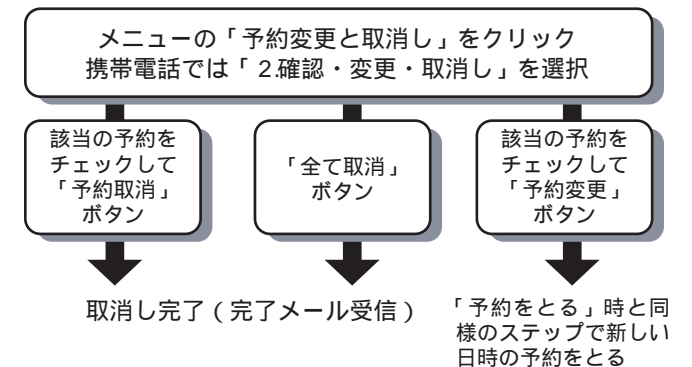 メニューの「予約変更と取消し」をクリック
携帯電話では「2.確認・変更・取消し」を選択
該当の予約を
チェックして
「予約取消」
ボタン
「全て取消」
ボタン
該当の予約を
チェックして
「予約変更」
ボタン
取消し完了(完了メール受信)
「予約をとる」時と同
様のステップで新しい
日時の予約をとる